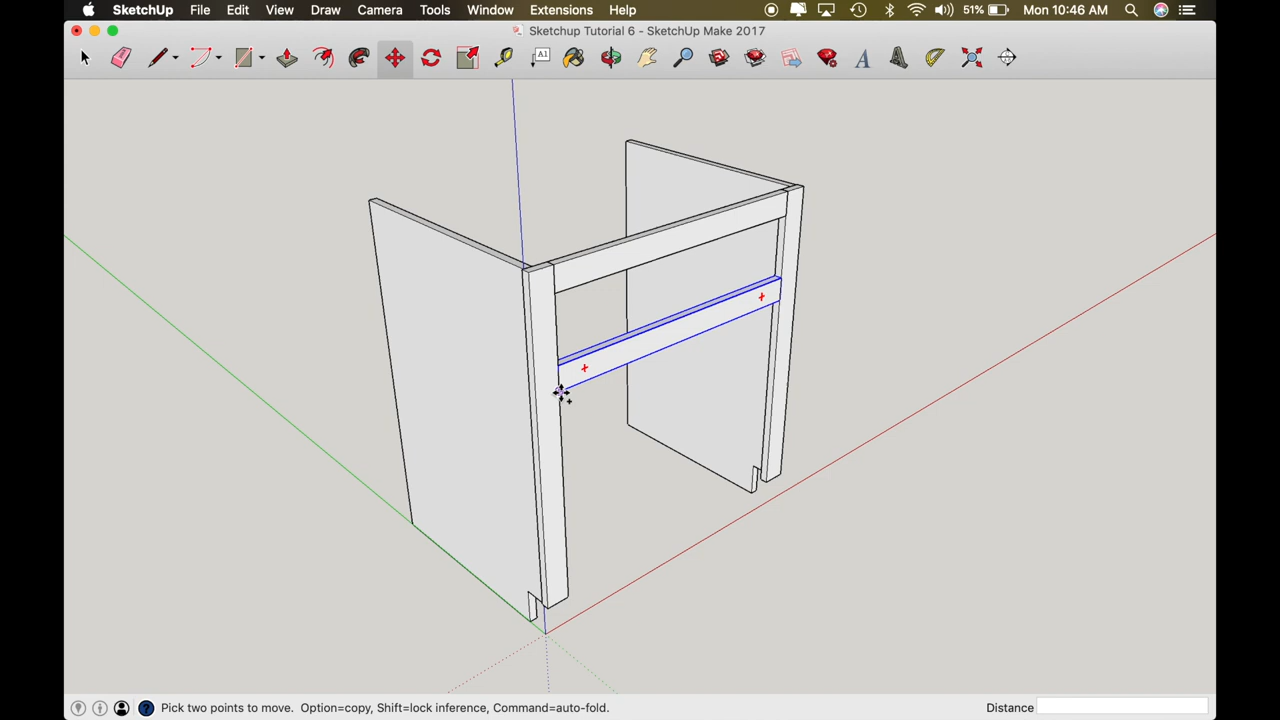 SketchUp File Edit View Draw Camera Tools Window Extensions Help 51% Mon 10:46 AM
Sketchup Tutorial 6 - SketchUp Make 2017
A1 A
Pick two points to move. Option=copy, Shift=lock inference, Command=auto-fold. Distance